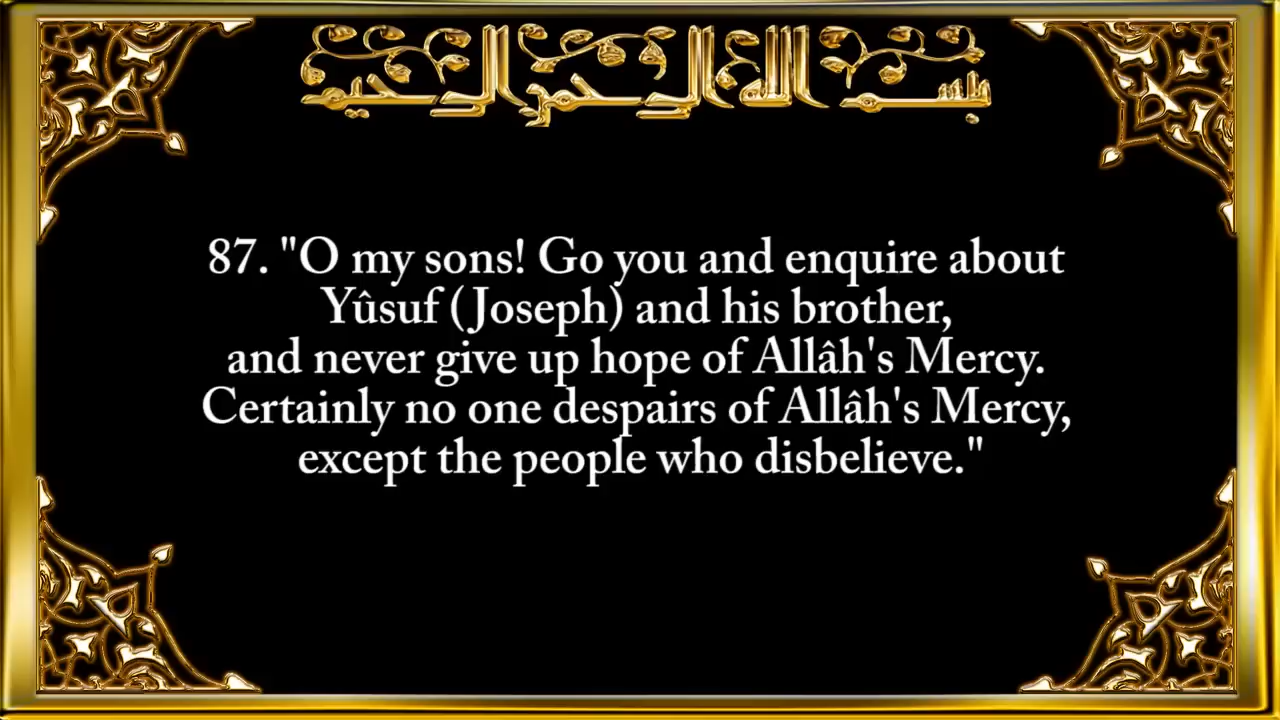 بسم الله الرحمن الرحيم
87. "O my sons! Go you and enquire about
Yûsuf (Joseph) and his brother,
and never give up hope of Allâh's Mercy.
Certainly no one despairs of Allâh's Mercy,
except the people who disbelieve."